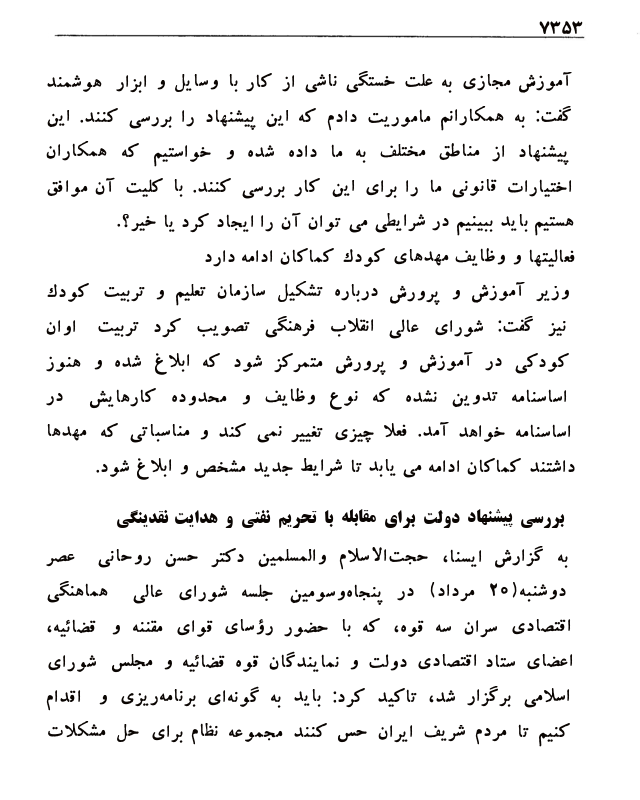 ۷۳۵۳
آموزش مجازی به علت خستگی ناشی از کار با وسایل و ابزار هوشمند
گفت: به همکارانم ماموریت دادم که این پیشنهاد را بررسی کنند. این
پیشنهاد از مناطق مختلف به ما داده شده و خواستیم که همکاران
اختیارات قانونی ما را برای این کار بررسی کنند. با کلیت آن موافق
هستیم باید ببینیم در شرایطی می توان آن را ایجاد کرد یا خیر؟.
فعالیتها و وظایف مهدهای کودك کماکان ادامه دارد
وزیر آموزش و پرورش درباره تشکیل سازمان تعلیم و تربیت کودك
نیز گفت: شورای عالی انقلاب فرهنگی تصویب کرد تربیت اوان
کودکی در آموزش و پرورش متمرکز شود که ابلاغ شده و هنوز
اساسنامه تدوین نشده که نوع وظایف و محدوده کارهایش در
اساسنامه خواهد آمد. فعلا چیزی تغییر نمی کند و مناسباتی که مهدها
داشتند کماکان ادامه می یابد تا شرایط جدید مشخص و ابلاغ شود.
بررسی پیشنهاد دولت برای مقابله با تحریم نفتی و هدایت نقدینگی
به گزارش ایسنا، حجت‌الاسلام والمسلمین دکتر حسن روحانی عصر
دوشنبه(۲۰ مرداد) در پنجاه‌وسومین جلسه شورای عالی هماهنگی
اقتصادی سران سه قوه، که با حضور رؤسای قوای مقننه و قضائیه،
اعضای ستاد اقتصادی دولت و نمایندگان قوه قضائیه و مجلس شورای
اسلامی برگزار شد، تاکید کرد: باید به گونه‌ای برنامه‌ریزی و اقدام
کنیم تا مردم شریف ایران حس کنند مجموعه نظام برای حل مشکلات